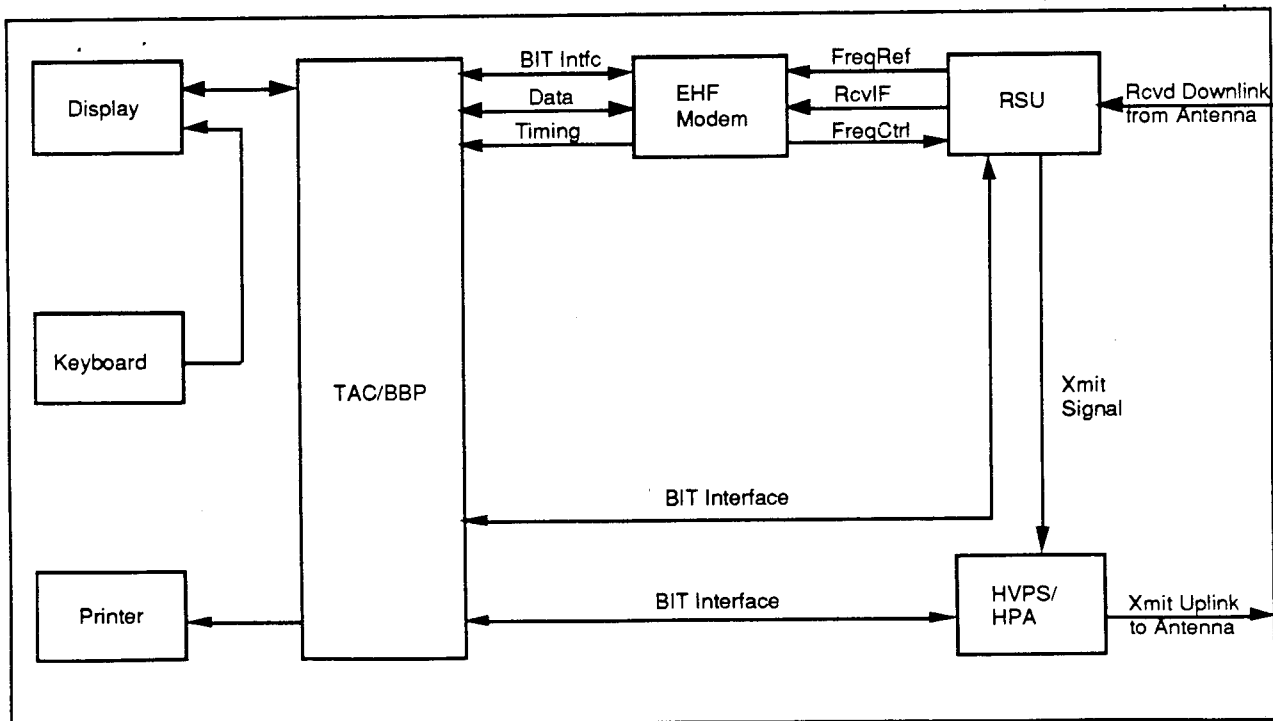 Display
Keyboard
Printer
TAC/BBP
BIT Intfc
Data
Timing
EHF
Modem
FreqRef
RcvIF
FreqCtrl
RSU
Rcvd Downlink
from Antenna
Xmit
Signal
BIT Interface
BIT Interface
HVPS/
HPA
Xmit Uplink
to Antenna